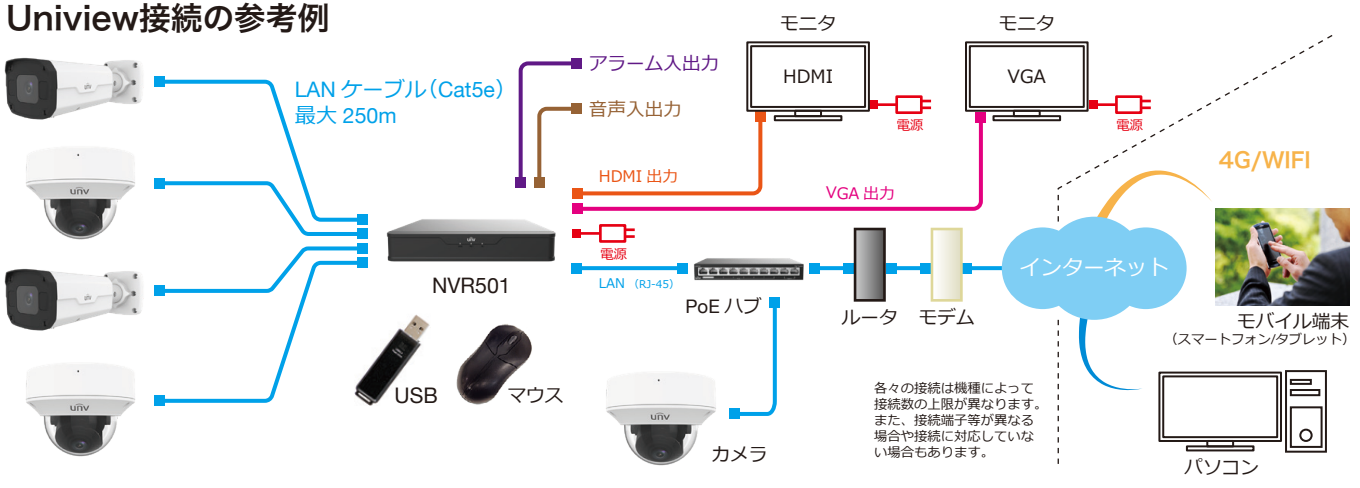 Uniview接続の参考例
LAN ケーブル（Cat5e）
最大 250m
アラーム入出力
音声入出力
モニタ
HDMI
電源
モニタ
VGA
電源
HDMI 出力
VGA 出力
4G/WIFI
unv
unv
unv
unv
unv
NVR501
電源
LAN （RJ-45）
PoE ハブ
ルータ
モデム
インターネット
モバイル端末
（スマートフォン/タブレット）
USB
マウス
unv
カメラ
各々の接続は機種によって
接続数の上限が異なります。
また、接続端子等が異なる
場合や接続に対応していな
い場合もあります。
パソコン